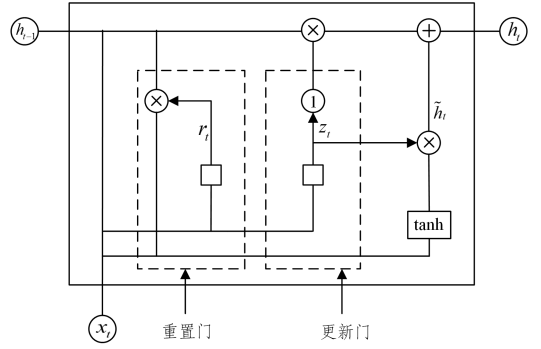 h_{t-1} × + h_t
× 1 h̃_t
r_t z_t ×
tanh
x_t 重置门 更新门